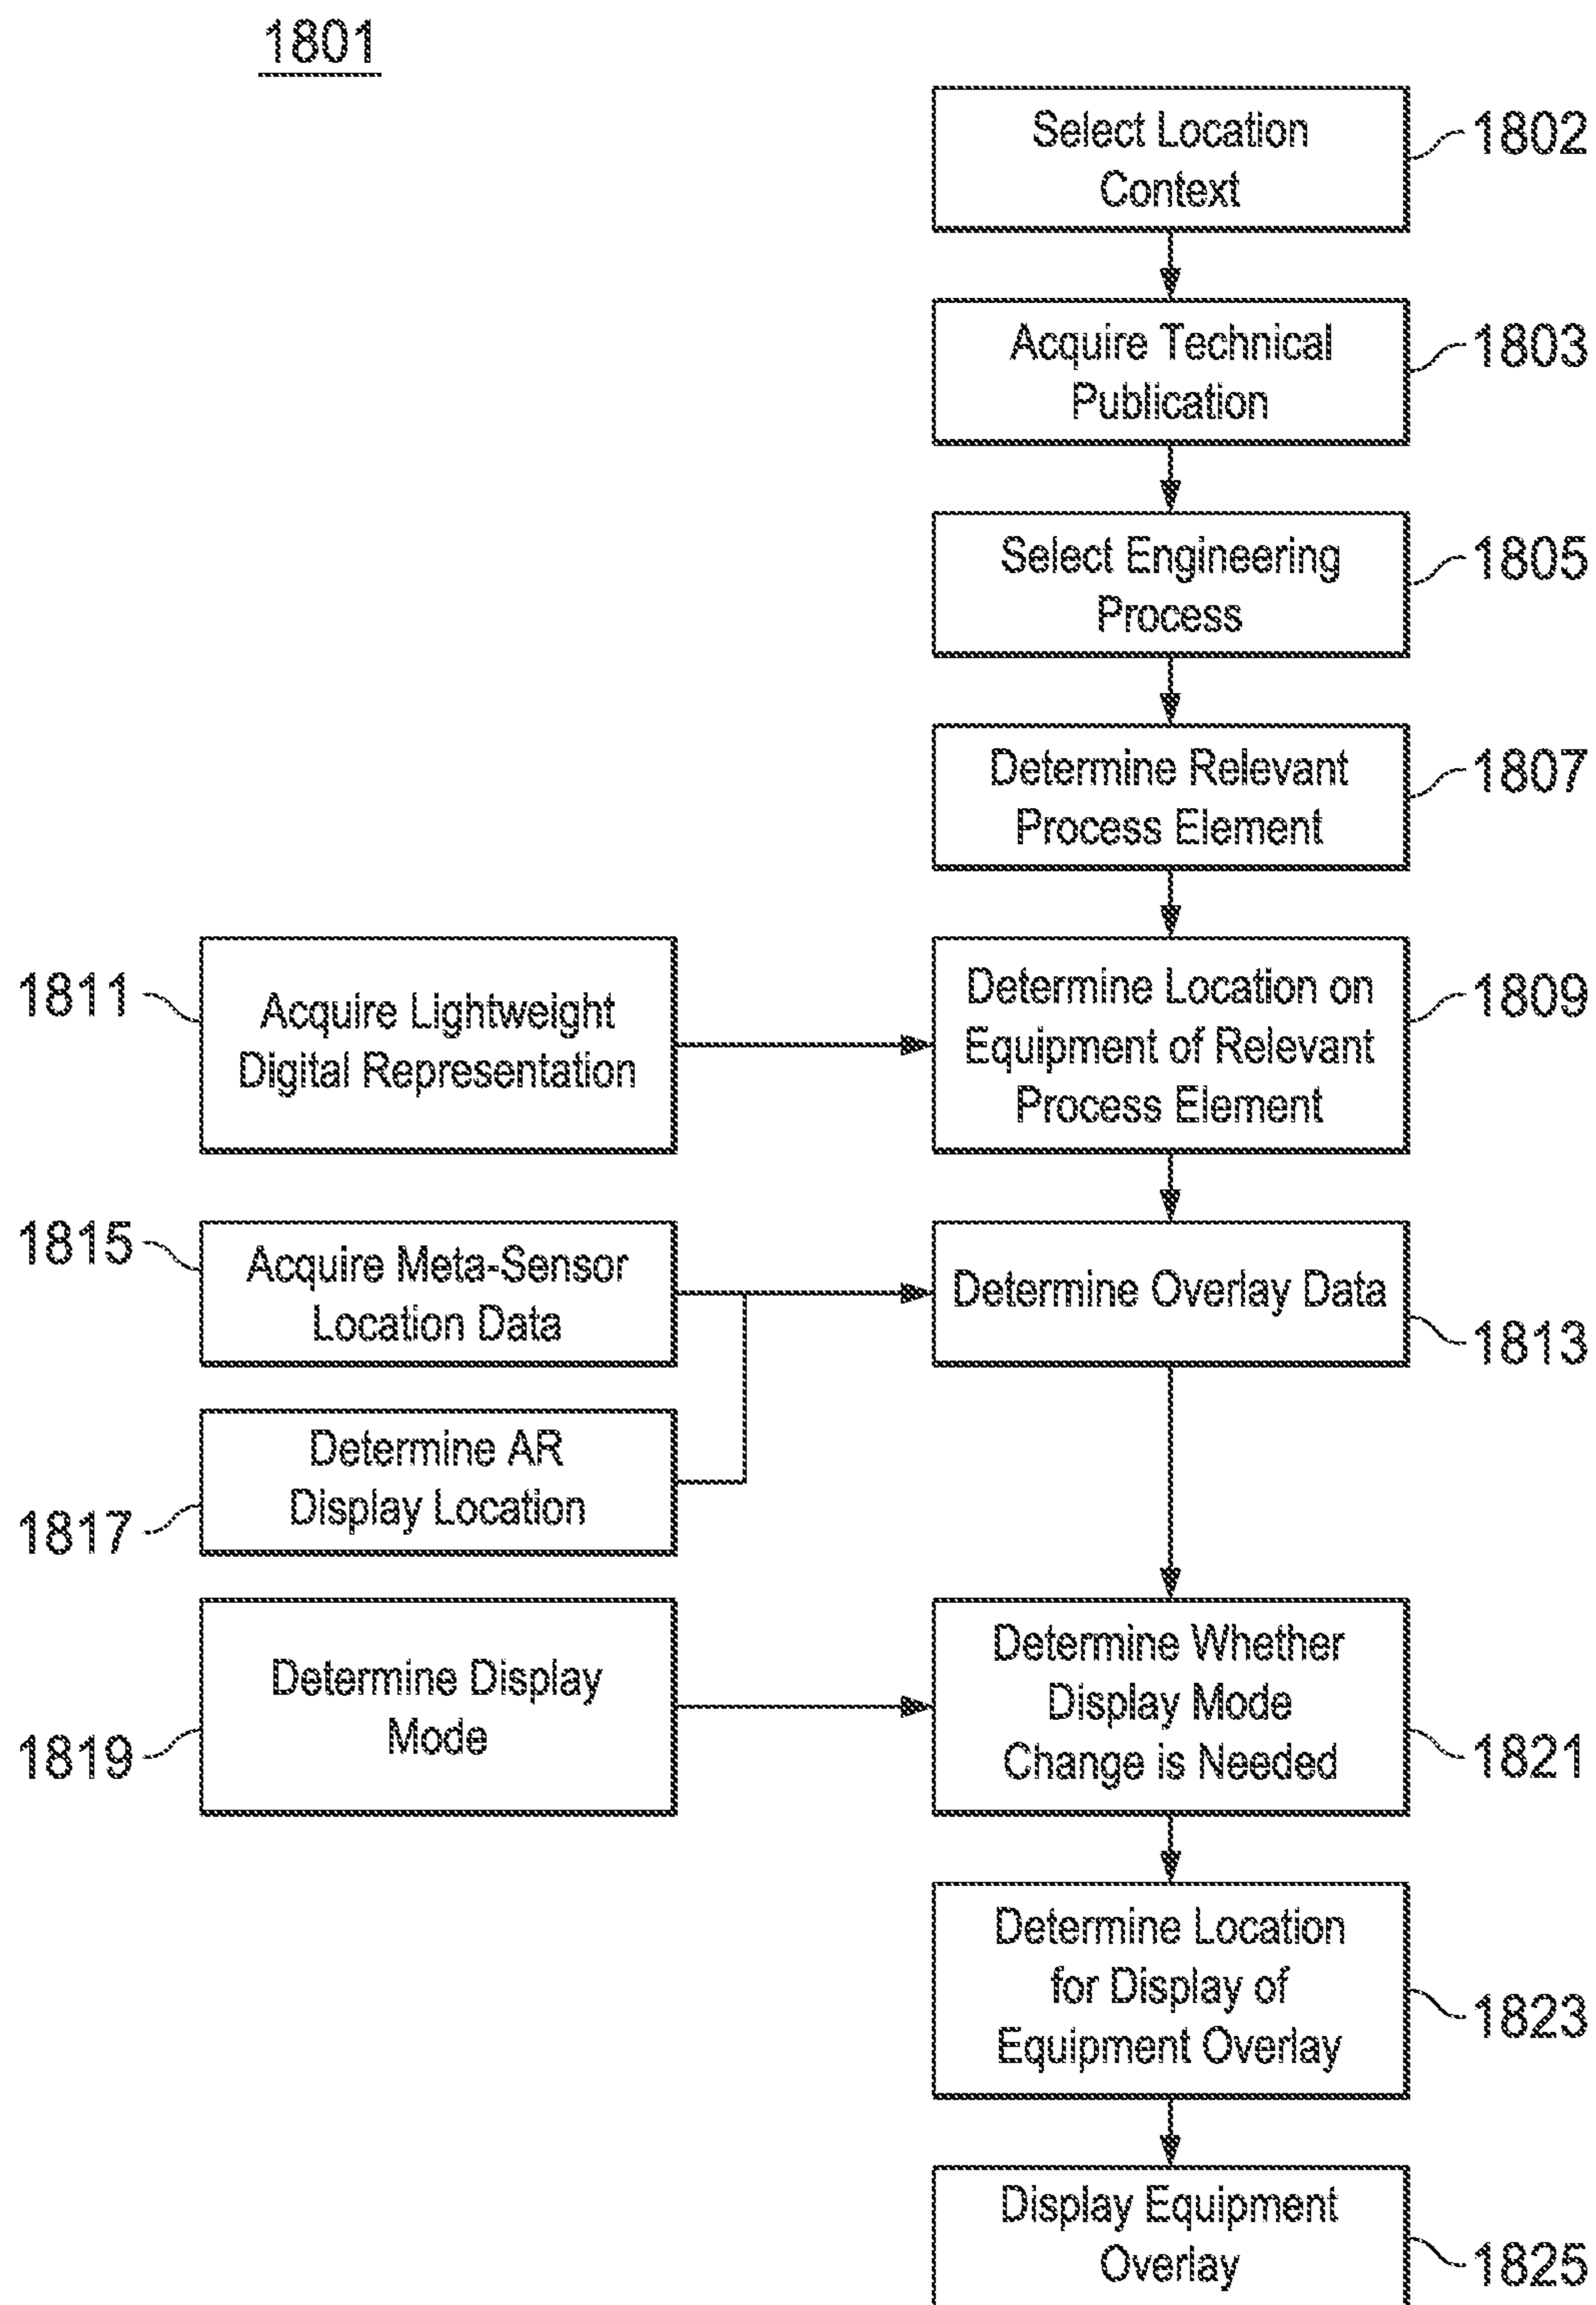 1801
Select Location
Context
1802
Acquire Technical
Publication
1803
Select Engineering
Process
1805
Determine Relevant
Process Element
1807
1811
Acquire Lightweight
Digital Representation
Determine Location on
Equipment of Relevant
Process Element
1809
1815
Acquire Meta-Sensor
Location Data
Determine Overlay Data
1813
Determine AR
Display Location
1817
Determine Display
Mode
1819
Determine Whether
Display Mode
Change is Needed
1821
Determine Location
for Display of
Equipment Overlay
1823
Display Equipment
Overlay
1825